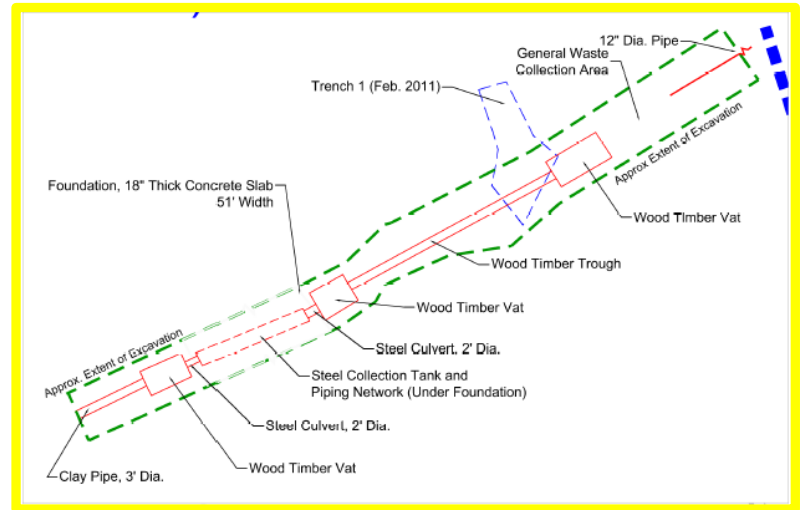 12" Dia. Pipe
General Waste
Collection Area
Trench 1 (Feb. 2011)
Approx Extent of Excavation
Foundation, 18" Thick Concrete Slab
51' Width
Wood Timber Vat
Wood Timber Trough
Wood Timber Vat
Approx. Extent of Excavation
Steel Culvert. 2' Dia.
Steel Collection Tank and
Piping Network (Under Foundation)
Steel Culvert, 2' Dia.
Wood Timber Vat
Clay Pipe, 3' Dia.